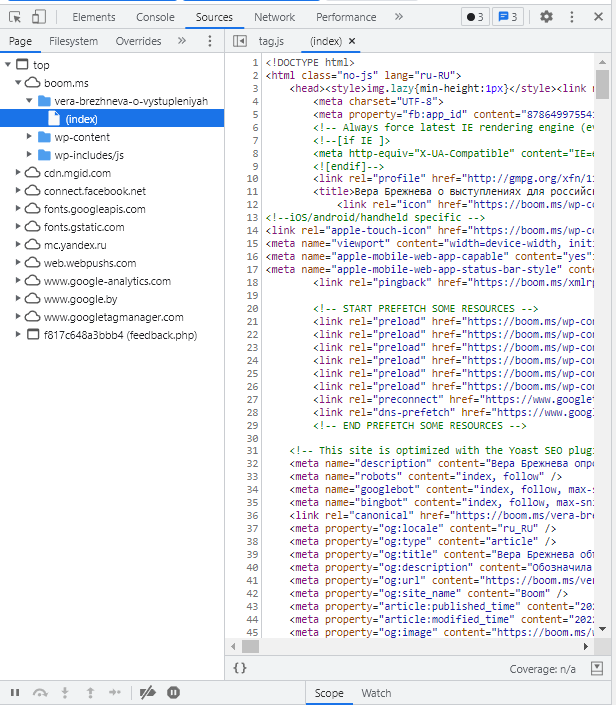 Elements Console Sources Network Performance » 3 3
Page Filesystem Overrides » tag.js (index) ×
top
boom.ms
vera-brezhneva-o-vystupleniyah
(index)
wp-content
wp-includes/js
cdn.mgid.com
connect.facebook.net
fonts.googleapis.com
fonts.gstatic.com
mc.yandex.ru
web.webpushs.com
www.google-analytics.com
www.google.by
www.googletagmanager.com
f817c648a3bbb4 (feedback.php)
1 <!DOCTYPE html>
2 <html class="no-js" lang="ru-RU">
3 <head><style>img.lazy{min-height:1px}</style><link r
4 <meta charset="UTF-8">
5 <meta property="fb:app_id" content="87864997554
6 <!-- Always force latest IE rendering engine (ev
7 <!--[if IE ]>
8 <meta http-equiv="X-UA-Compatible" content="IE=e
9 <![endif]-->
10 <link rel="profile" href="http://gmpg.org/xfn/11
11 <title>Вера Брежнева о выступлениях для российск
12 <link rel="icon" href="https://boom.ms/wp-co
13 <!--iOS/android/handheld specific -->
14 <link rel="apple-touch-icon" href="https://boom.ms/wp-cont
15 <meta name="viewport" content="width=device-width, initi
16 <meta name="apple-mobile-web-app-capable" content="yes"
17 <meta name="apple-mobile-web-app-status-bar-style" content
18 <link rel="pingback" href="https://boom.ms/xmlrp
19
20 <!-- START PREFETCH SOME RESOURCES -->
21 <link rel="preload" href="https://boom.ms/wp-con
22 <link rel="preload" href="https://boom.ms/wp-con
23 <link rel="preload" href="https://boom.ms/wp-con
24 <link rel="preload" href="https://boom.ms/wp-con
25 <link rel="preload" href="https://boom.ms/wp-con
26 <link rel="preload" href="https://boom.ms/wp-con
27 <link rel="preconnect" href="https://www.googlet
28 <link rel="dns-prefetch" href="https://www.googl
29 <!-- END PREFETCH SOME RESOURCES -->
30
31 <!-- This site is optimized with the Yoast SEO plugi
32 <meta name="description" content="Вера Брежнева опро
33 <meta name="robots" content="index, follow" />
34 <meta name="googlebot" content="index, follow, max-s
35 <meta name="bingbot" content="index, follow, max-sni
36 <link rel="canonical" href="https://boom.ms/vera-bre
37 <meta property="og:locale" content="ru_RU" />
38 <meta property="og:type" content="article" />
39 <meta property="og:title" content="Вера Брежнева объ
40 <meta property="og:description" content="Обозначила
41 <meta property="og:url" content="https://boom.ms/ver
42 <meta property="og:site_name" content="Boom" />
43 <meta property="article:published_time" content="202
44 <meta property="article:modified_time" content="2022
45 <meta property="og:image" content="https://boom.ms/w
{} Coverage: n/a
Scope Watch